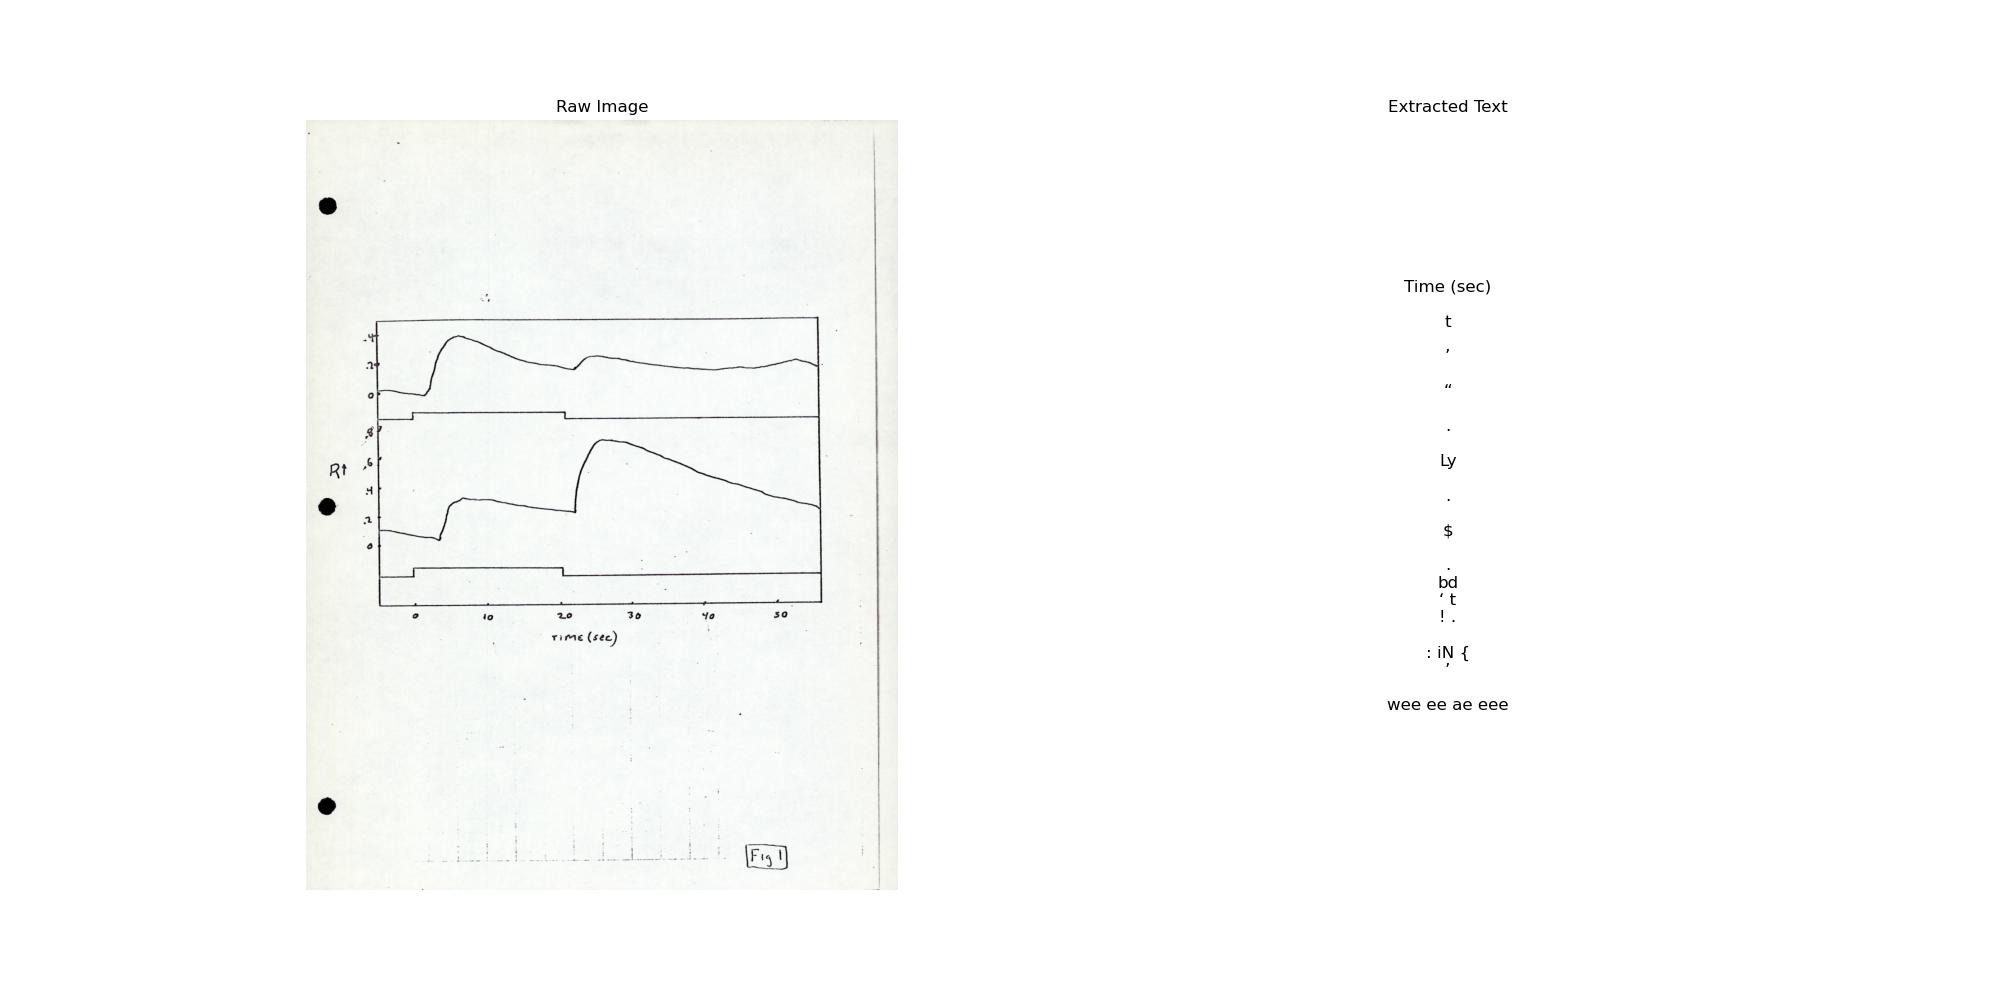 Raw Image
.4
.2
0
.8
.6
R↑
.4
.2
0
0 10 20 30 40 50
TIME (sec)
Fig 1
Extracted Text
Time (sec)
t
,
“
.
Ly
.
$
.
bd
‘ t
! .
: iN {
,
wee ee ae eee